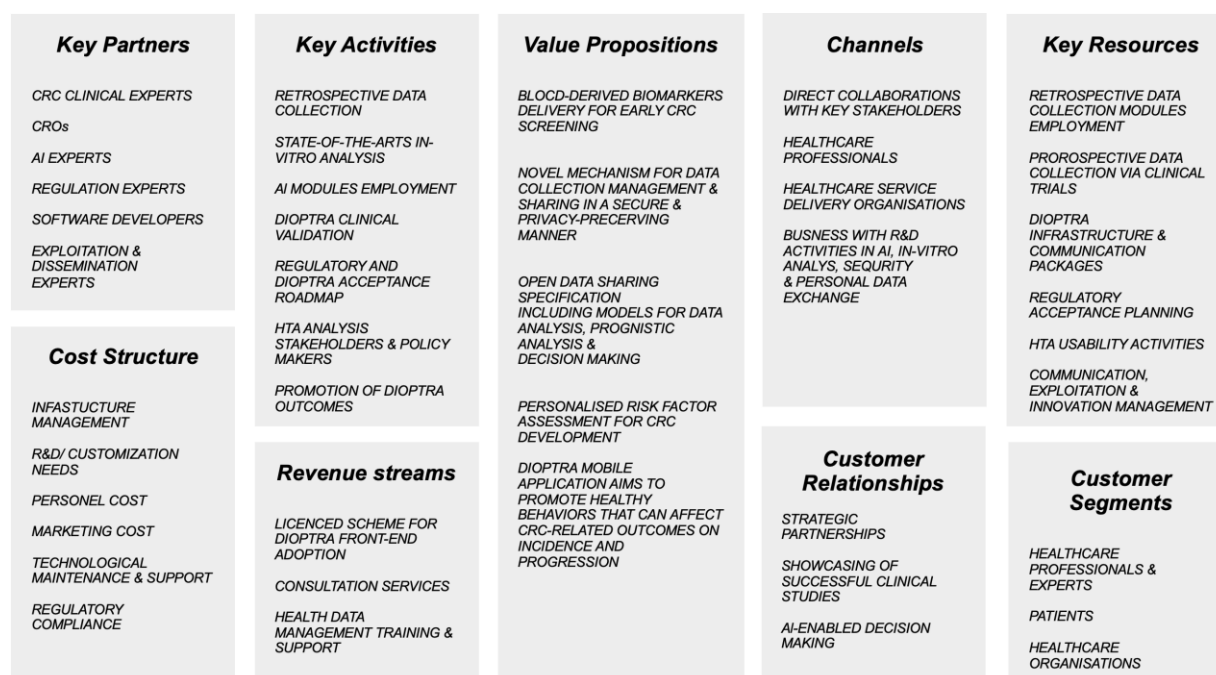 Key Partners
CRC CLINICAL EXPERTS
CROs
AI EXPERTS
REGULATION EXPERTS
SOFTWARE DEVELOPERS
EXPLOITATION &
DISSEMINATION
EXPERTS
Cost Structure
INFASTUCTURE
MANAGEMENT
R&D/ CUSTOMIZATION
NEEDS
PERSONEL COST
MARKETING COST
TECHNOLOGICAL
MAINTENANCE & SUPPORT
REGULATORY
COMPLIANCE
Key Activities
RETROSPECTIVE DATA
COLLECTION
STATE-OF-THE-ARTS IN-
VITRO ANALYSIS
AI MODULES EMPLOYMENT
DIOPTRA CLINICAL
VALIDATION
REGULATORY AND
DIOPTRA ACCEPTANCE
ROADMAP
HTA ANALYSIS
STAKEHOLDERS & POLICY
MAKERS
PROMOTION OF DIOPTRA
OUTCOMES
Revenue streams
LICENCED SCHEME FOR
DIOPTRA FRONT-END
ADOPTION
CONSULTATION SERVICES
HEALTH DATA
MANAGEMENT TRAINING &
SUPPORT
Value Propositions
BLOCD-DERIVED BIOMARKERS
DELIVERY FOR EARLY CRC
SCREENING
NOVEL MECHANISM FOR DATA
COLLECTION MANAGEMENT &
SHARING IN A SECURE &
PRIVACY-PRECERVING
MANNER
OPEN DATA SHARING
SPECIFICATION
INCLUDING MODELS FOR DATA
ANALYSIS, PROGNISTIC
ANALYSIS &
DECISION MAKING
PERSONALISED RISK FACTOR
ASSESSMENT FOR CRC
DEVELOPMENT
DIOPTRA MOBILE
APPLICATION AIMS TO
PROMOTE HEALTHY
BEHAVIORS THAT CAN AFFECT
CRC-RELATED OUTCOMES ON
INCIDENCE AND
PROGRESSION
Channels
DIRECT COLLABORATIONS
WITH KEY STAKEHOLDERS
HEALTHCARE
PROFESSIONALS
HEALTHCARE SERVICE
DELIVERY ORGANISATIONS
BUSNESS WITH R&D
ACTIVITIES IN AI, IN-VITRO
ANALYS, SEQURITY
& PERSONAL DATA
EXCHANGE
Customer
Relationships
STRATEGIC
PARTNERSHIPS
SHOWCASING OF
SUCCESSFUL CLINICAL
STUDIES
AI-ENABLED DECISION
MAKING
Key Resources
RETROSPECTIVE DATA
COLLECTION MODULES
EMPLOYMENT
PROROSPECTIVE DATA
COLLECTION VIA CLINICAL
TRIALS
DIOPTRA
INFRASTRUCTURE &
COMMUNICATION
PACKAGES
REGULATORY
ACCEPTANCE PLANNING
HTA USABILITY ACTIVITIES
COMMUNICATION,
EXPLOITATION &
INNOVATION MANAGEMENT
Customer
Segments
HEALTHCARE
PROFESSIONALS &
EXPERTS
PATIENTS
HEALTHCARE
ORGANISATIONS